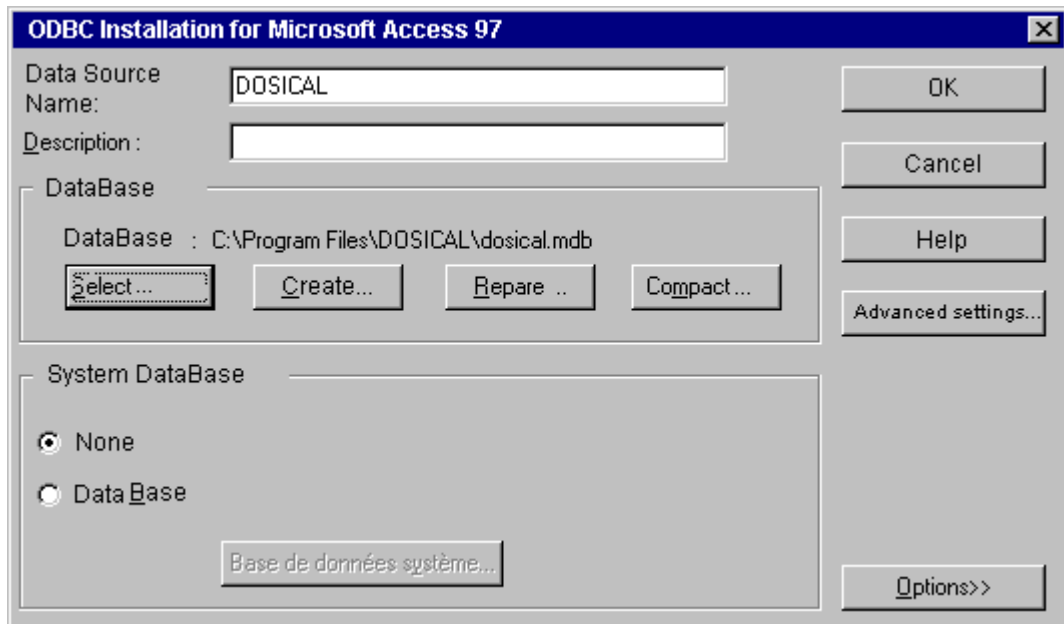 ODBC Installation for Microsoft Access 97
Data Source
Name:
DOSICAL
OK
Description :
Cancel
DataBase
DataBase : C:\Program Files\DOSICAL\dosical.mdb
Help
Select...
Create...
Repare ..
Compact...
Advanced settings...
System DataBase
None
Data Base
Base de données système...
Options>>